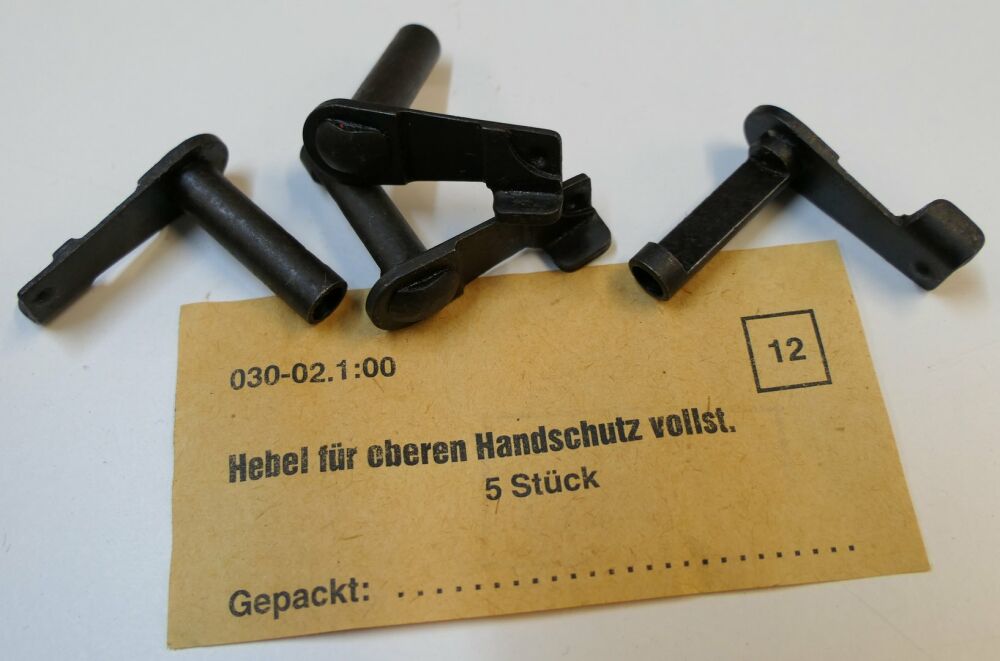 030-02.1:00
12
Hebel für oberen Handschutz vollst.
5 Stück
Gepackt: ........................